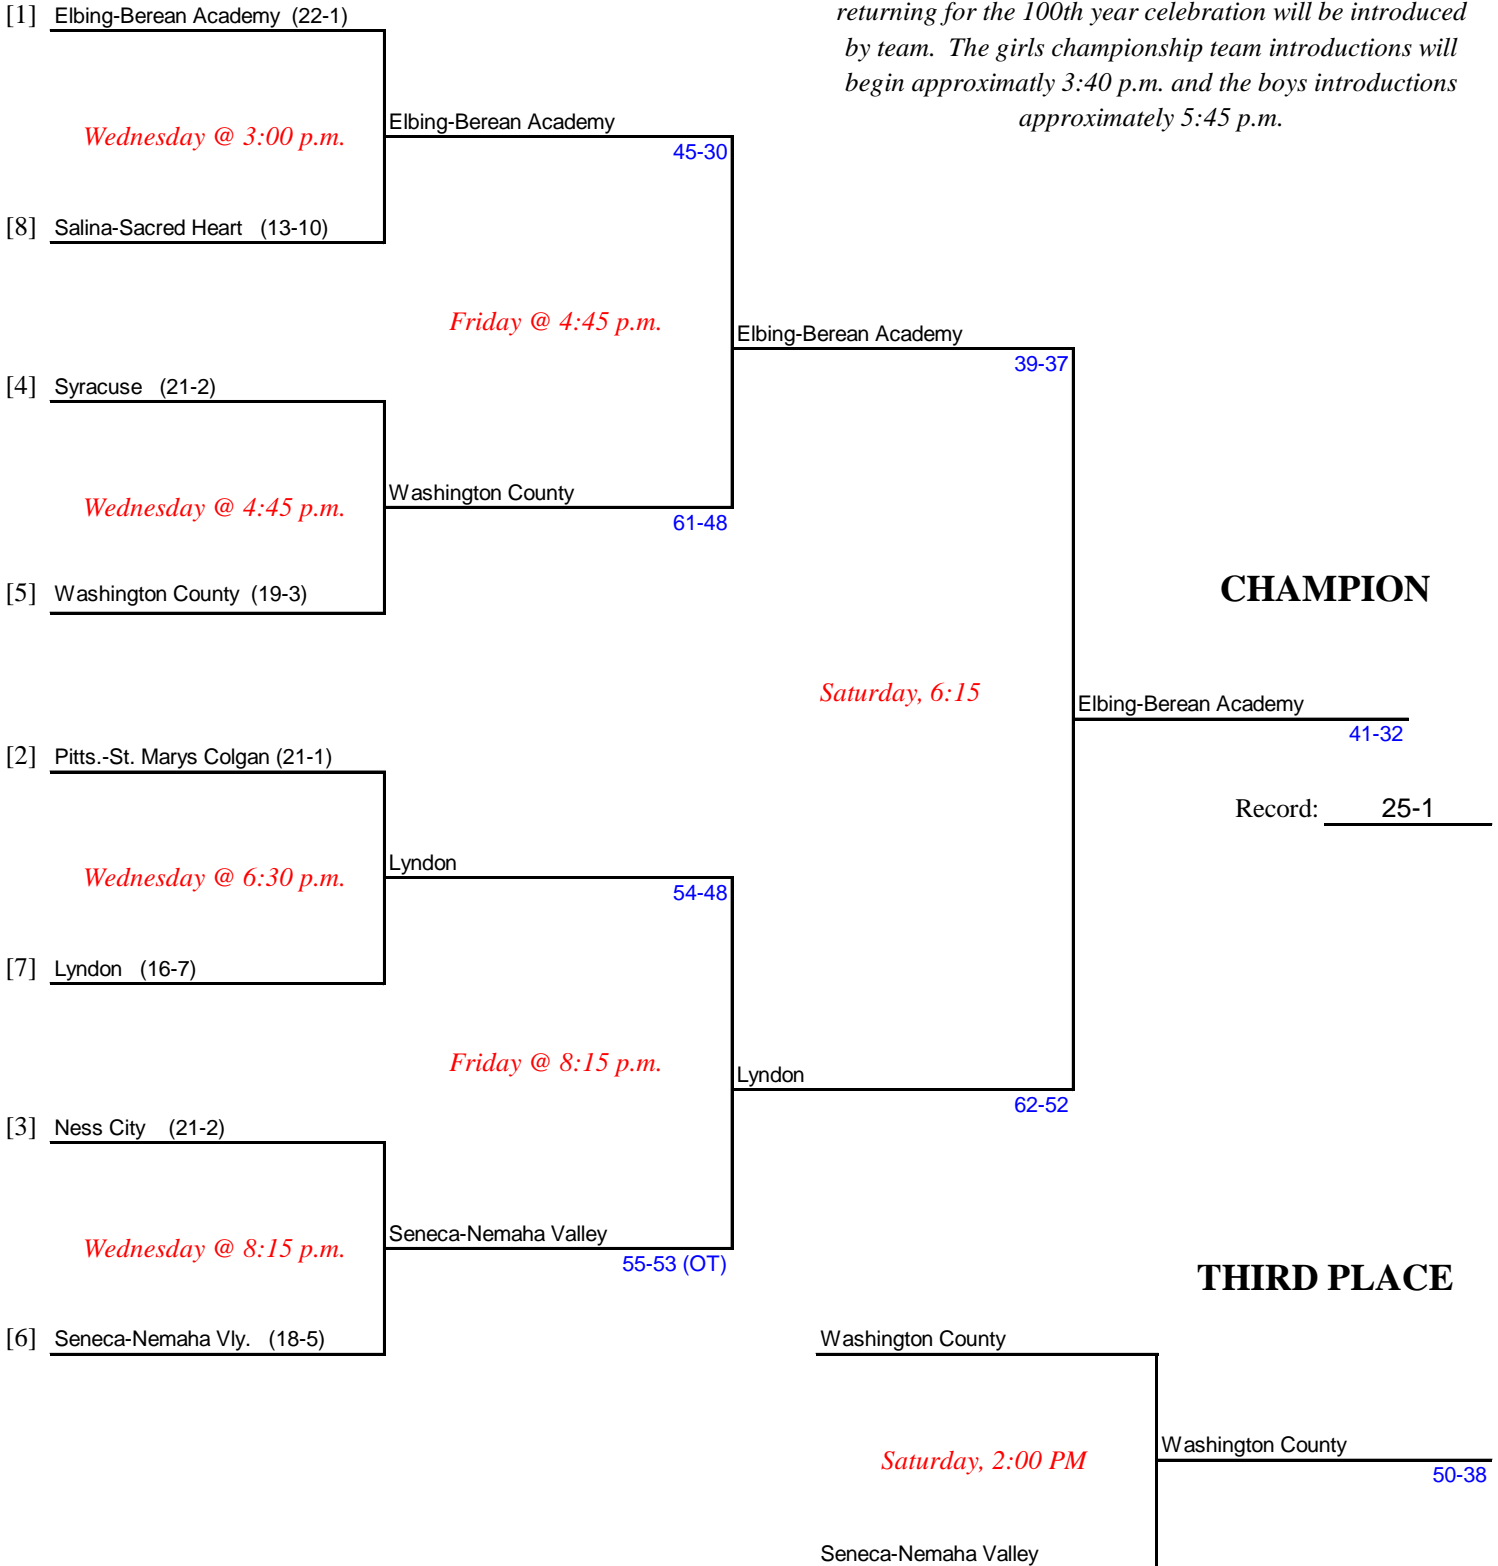 [1] Elbing-Berean Academy (22-1)
returning for the 100th year celebration will be introduced
by team. The girls championship team introductions will
begin approximatly 3:40 p.m. and the boys introductions
approximately 5:45 p.m.
Elbing-Berean Academy
Wednesday @ 3:00 p.m.
45-30
[8] Salina-Sacred Heart (13-10)
Friday @ 4:45 p.m.
Elbing-Berean Academy
39-37
[4] Syracuse (21-2)
Washington County
Wednesday @ 4:45 p.m.
61-48
[5] Washington County (19-3)
CHAMPION
Saturday, 6:15
Elbing-Berean Academy
41-32
[2] Pitts.-St. Marys Colgan (21-1)
Record: 25-1
Lyndon
Wednesday @ 6:30 p.m.
54-48
[7] Lyndon (16-7)
Friday @ 8:15 p.m.
Lyndon
62-52
[3] Ness City (21-2)
Seneca-Nemaha Valley
Wednesday @ 8:15 p.m.
55-53 (OT)
THIRD PLACE
[6] Seneca-Nemaha Vly. (18-5)
Washington County
Washington County
Saturday, 2:00 PM
50-38
Seneca-Nemaha Valley